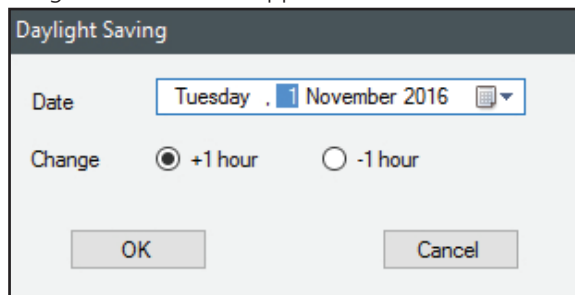 Daylight Saving
Date Tuesday , 1 November 2016
Change +1 hour -1 hour
OK Cancel